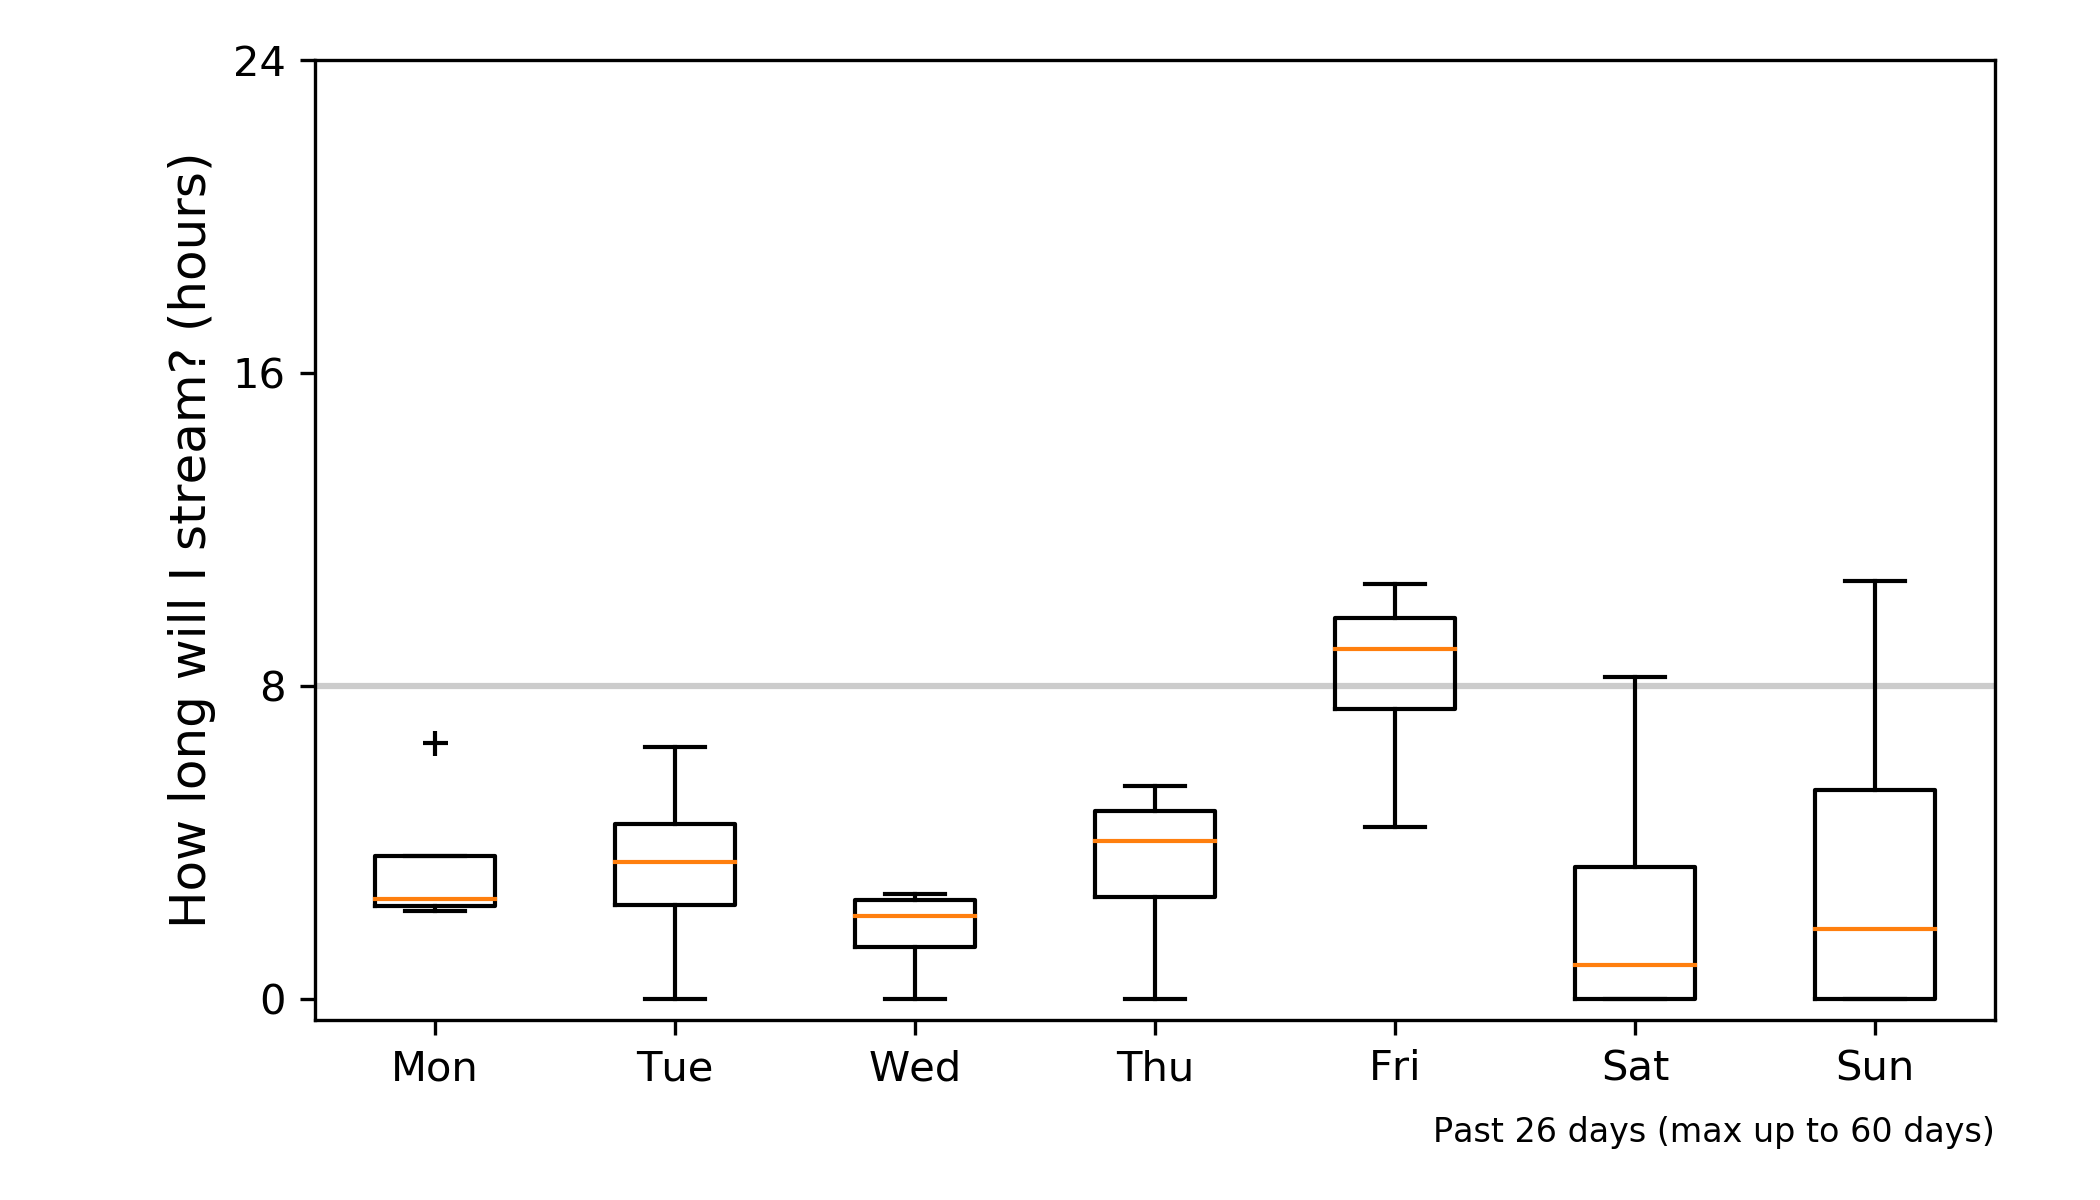 How long will I stream? (hours)
24
16
8
0
Mon Tue Wed Thu Fri Sat Sun
Past 26 days (max up to 60 days)